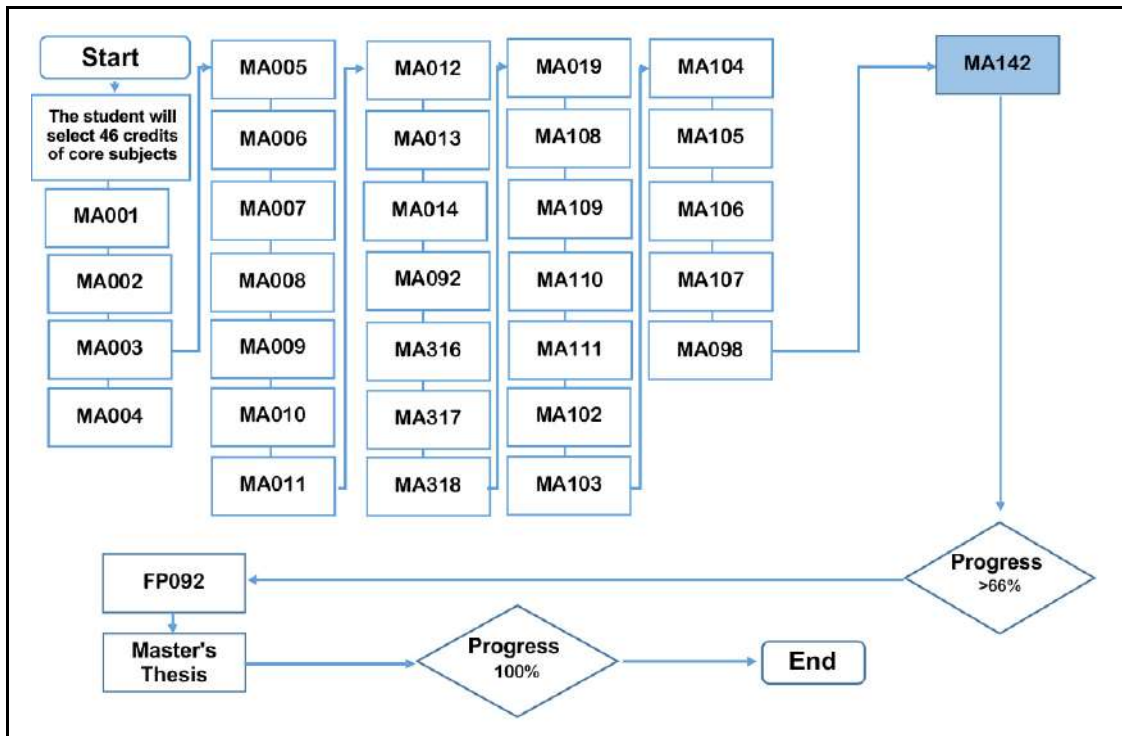 Start
The student will
select 46 credits
of core subjects
MA001
MA002
MA003
MA004
MA005
MA006
MA007
MA008
MA009
MA010
MA011
MA012
MA013
MA014
MA092
MA316
MA317
MA318
MA019
MA108
MA109
MA110
MA111
MA102
MA103
MA104
MA105
MA106
MA107
MA098
MA142
Progress
>66%
FP092
Master's
Thesis
Progress
100%
End